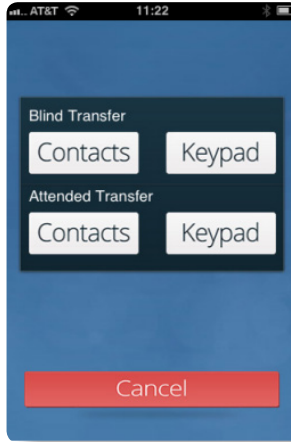 AT&T 11:22
Blind Transfer
Contacts Keypad
Attended Transfer
Contacts Keypad
Cancel